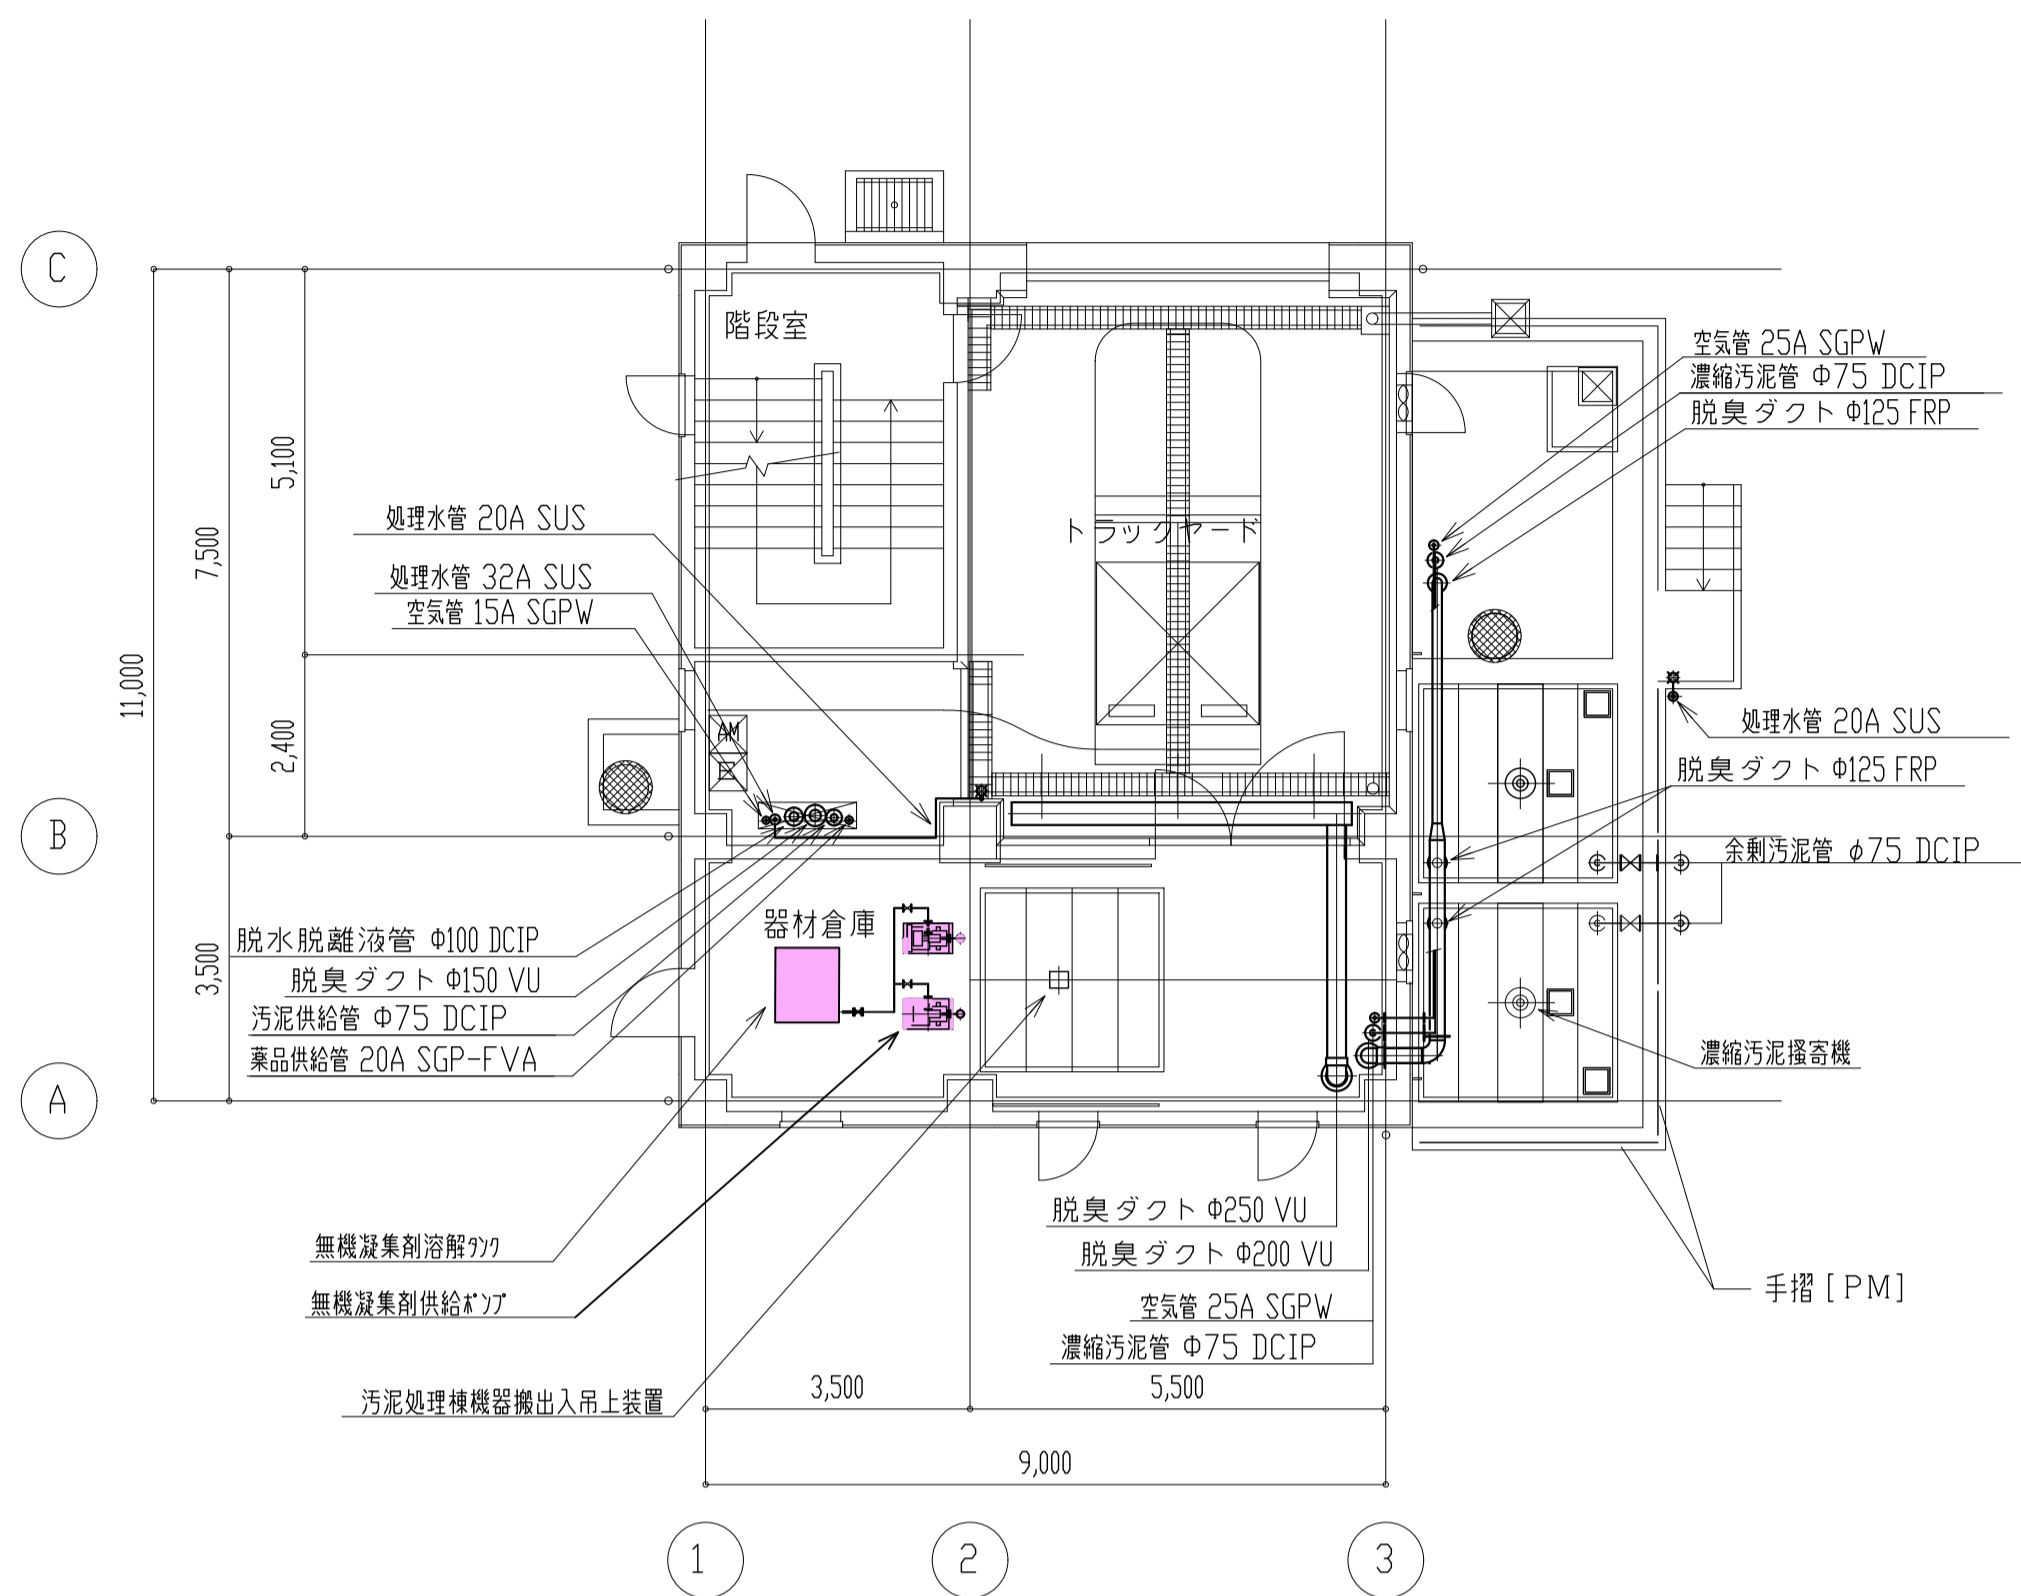 C
階段室
空気管 25A SGPW
濃縮汚泥管 Φ75 DCIP
脱臭ダクト Φ125 FRP
5,100
処理水管 20A SUS
トラックヤード
7,500
処理水管 32A SUS
空気管 15A SGPW
11,000
2,400
AM
処理水管 20A SUS
脱臭ダクト Φ125 FRP
B
余剰汚泥管 φ75 DCIP
器材倉庫
脱水脱離液管 Φ100 DCIP
脱臭ダクト Φ150 VU
3,500
汚泥供給管 Φ75 DCIP
薬品供給管 20A SGP-FVA
濃縮汚泥掻寄機
A
脱臭ダクト Φ250 VU
無機凝集剤溶解ﾀﾝｸ
脱臭ダクト Φ200 VU
手摺 [PM]
無機凝集剤供給ﾎﾟﾝﾌﾟ
空気管 25A SGPW
濃縮汚泥管 Φ75 DCIP
汚泥処理棟機器搬出入吊上装置
3,500
5,500
9,000
1
2
3